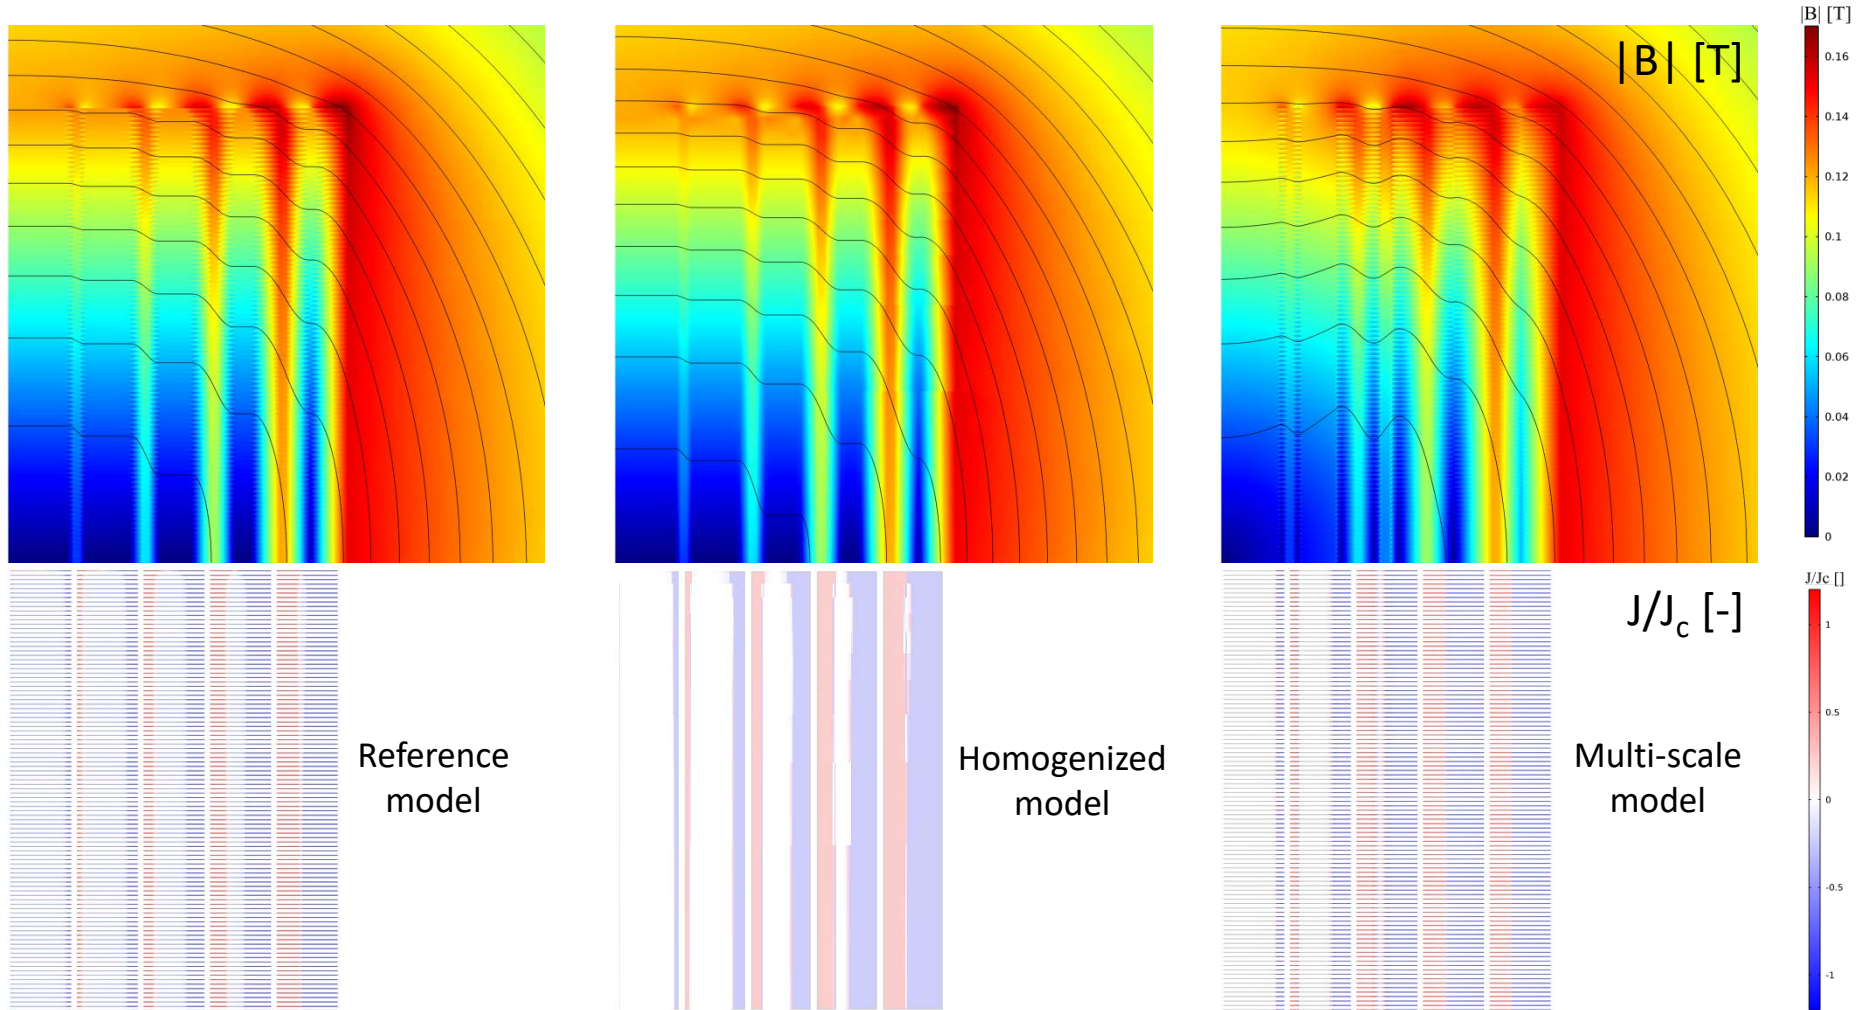 |B| [T]
|B| [T]
0.16
0.14
0.12
0.1
0.08
0.06
0.04
0.02
0
J/Jc []
J/Jc [-]
1
0.5
0
-0.5
-1
Reference
model
Homogenized
model
Multi-scale
model